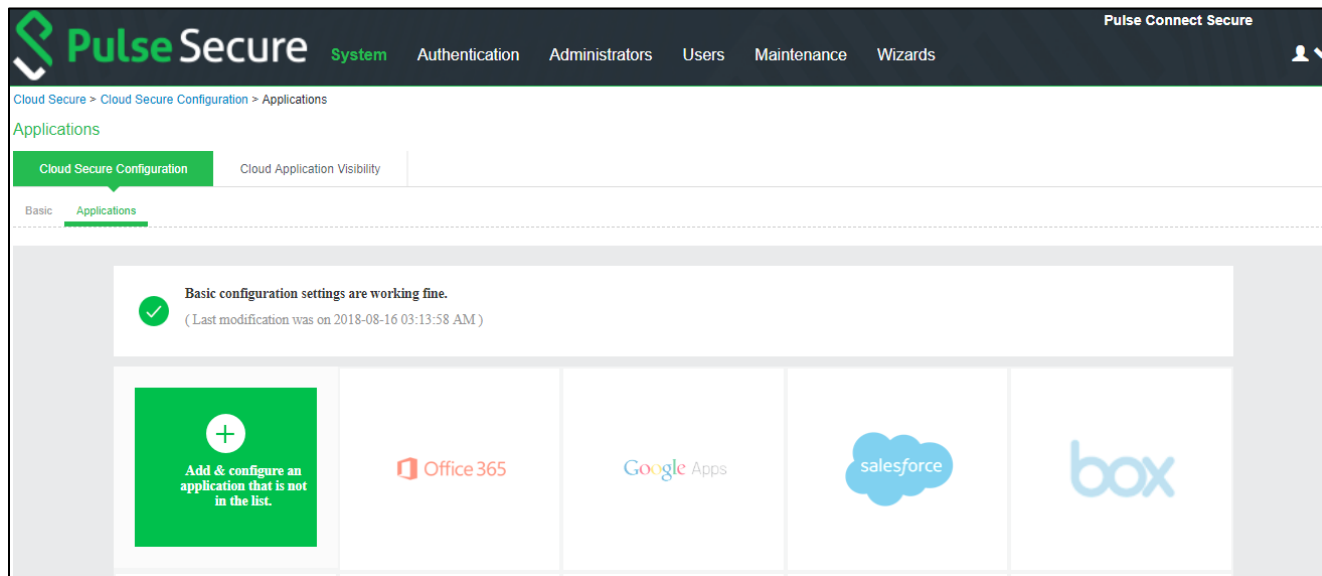 Pulse Connect Secure
Pulse Secure
System Authentication Administrators Users Maintenance Wizards
Cloud Secure > Cloud Secure Configuration > Applications
Applications
Cloud Secure Configuration Cloud Application Visibility
Basic Applications
Basic configuration settings are working fine.
( Last modification was on 2018-08-16 03:13:58 AM )
Add & configure an
application that is not
in the list.
Office 365
Google Apps
salesforce
box